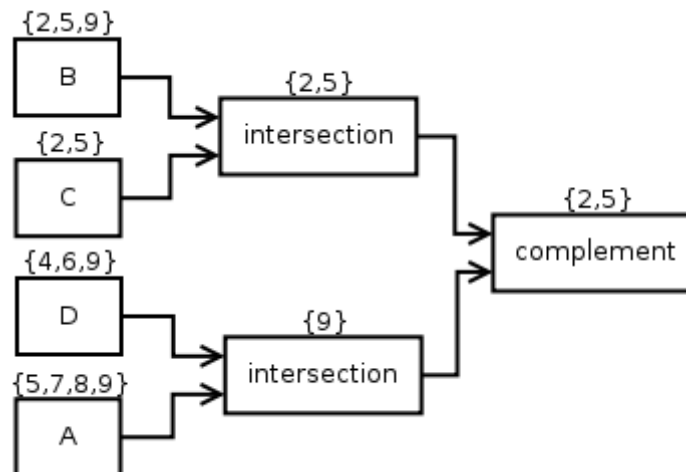 {2,5,9}
B
{2,5}
intersection
{2,5}
C
{2,5}
complement
{4,6,9}
D
{9}
intersection
{5,7,8,9}
A